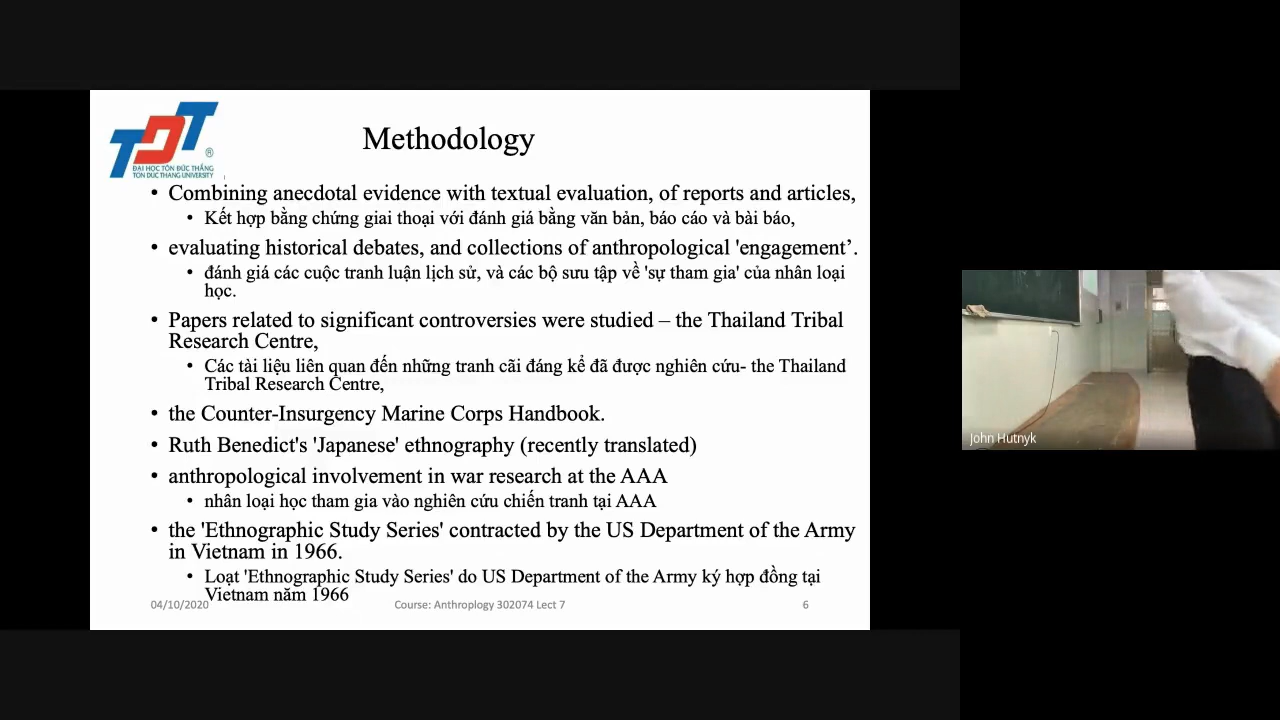 TDT
®
ĐẠI HỌC TÔN ĐỨC THẮNG
TON DUC THANG UNIVERSITY
Methodology
• Combining anecdotal evidence with textual evaluation, of reports and articles,
• Kết hợp bằng chứng giai thoại với đánh giá bằng văn bản, báo cáo và bài báo,
• evaluating historical debates, and collections of anthropological 'engagement’.
• đánh giá các cuộc tranh luận lịch sử, và các bộ sưu tập về 'sự tham gia' của nhân loại
học.
• Papers related to significant controversies were studied – the Thailand Tribal
Research Centre,
• Các tài liệu liên quan đến những tranh cãi đáng kể đã được nghiên cứu- the Thailand
Tribal Research Centre,
• the Counter-Insurgency Marine Corps Handbook.
• Ruth Benedict's 'Japanese' ethnography (recently translated)
• anthropological involvement in war research at the AAA
• nhân loại học tham gia vào nghiên cứu chiến tranh tại AAA
• the 'Ethnographic Study Series' contracted by the US Department of the Army
in Vietnam in 1966.
• Loạt 'Ethnographic Study Series' do US Department of the Army ký hợp đồng tại
Vietnam năm 1966
04/10/2020
Course: Anthroplogy 302074 Lect 7
6
John Hutnyk